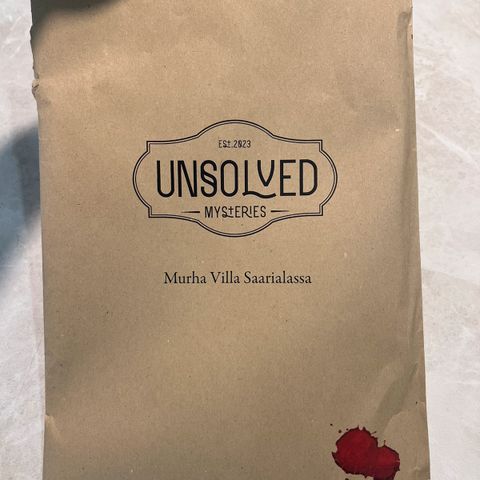 EST.2023
UNSOLVED
MYSTERIES
Murha Villa Saarialassa